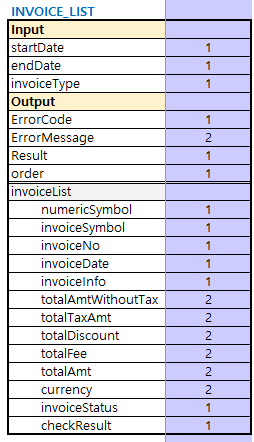 INVOICE_LIST
Input
startDate 1
endDate 1
invoiceType 1
Output
ErrorCode 1
ErrorMessage 2
Result 1
order 1
invoiceList
numericSymbol 1
invoiceSymbol 1
invoiceNo 1
invoiceDate 1
invoiceInfo 1
totalAmtWithoutTax 2
totalTaxAmt 2
totalDiscount 2
totalFee 2
totalAmt 2
currency 2
invoiceStatus 1
checkResult 1